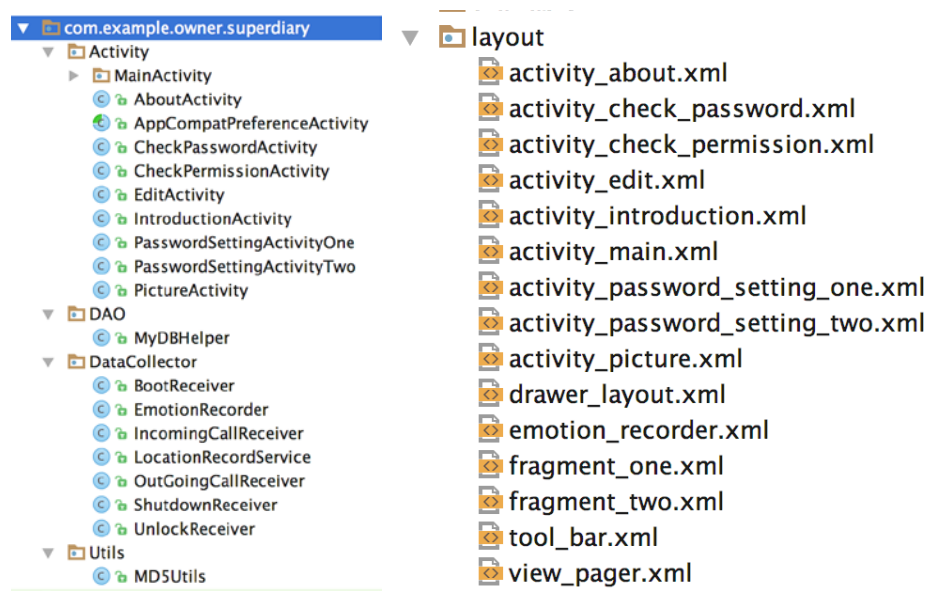 com.example.owner.superdiary
Activity
MainActivity
AboutActivity
AppCompatPreferenceActivity
CheckPasswordActivity
CheckPermissionActivity
EditActivity
IntroductionActivity
PasswordSettingActivityOne
PasswordSettingActivityTwo
PictureActivity
DAO
MyDBHelper
DataCollector
BootReceiver
EmotionRecorder
IncomingCallReceiver
LocationRecordService
OutGoingCallReceiver
ShutdownReceiver
UnlockReceiver
Utils
MD5Utils
layout
activity_about.xml
activity_check_password.xml
activity_check_permission.xml
activity_edit.xml
activity_introduction.xml
activity_main.xml
activity_password_setting_one.xml
activity_password_setting_two.xml
activity_picture.xml
drawer_layout.xml
emotion_recorder.xml
fragment_one.xml
fragment_two.xml
tool_bar.xml
view_pager.xml